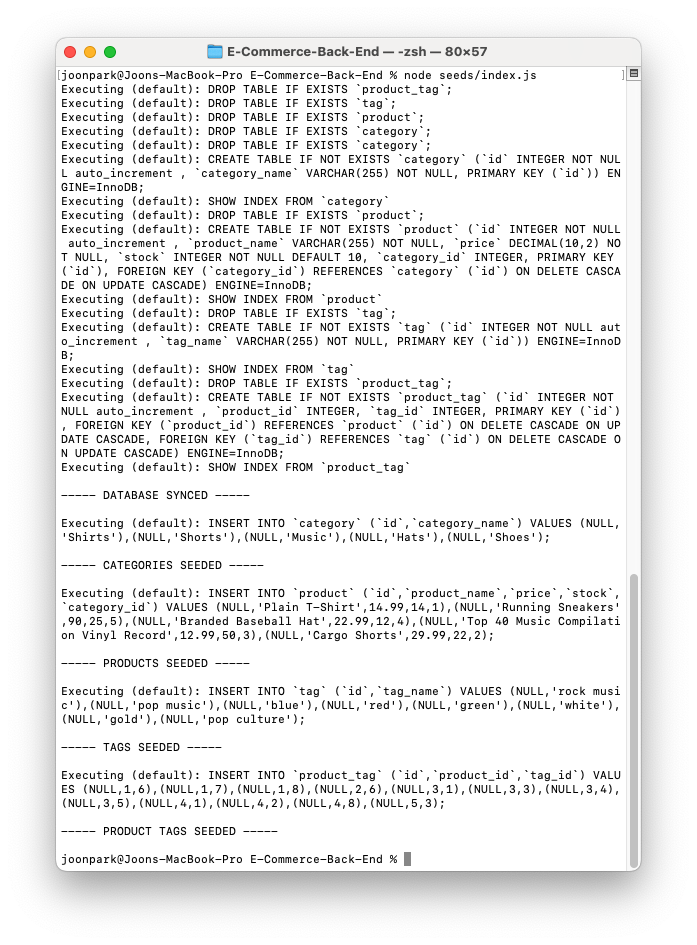 E-Commerce-Back-End — -zsh — 80×57
[joonpark@Joons-MacBook-Pro E-Commerce-Back-End % node seeds/index.js ]
Executing (default): DROP TABLE IF EXISTS `product_tag`;
Executing (default): DROP TABLE IF EXISTS `tag`;
Executing (default): DROP TABLE IF EXISTS `product`;
Executing (default): DROP TABLE IF EXISTS `category`;
Executing (default): DROP TABLE IF EXISTS `category`;
Executing (default): CREATE TABLE IF NOT EXISTS `category` (`id` INTEGER NOT NUL
L auto_increment , `category_name` VARCHAR(255) NOT NULL, PRIMARY KEY (`id`)) EN
GINE=InnoDB;
Executing (default): SHOW INDEX FROM `category`
Executing (default): DROP TABLE IF EXISTS `product`;
Executing (default): CREATE TABLE IF NOT EXISTS `product` (`id` INTEGER NOT NULL
 auto_increment , `product_name` VARCHAR(255) NOT NULL, `price` DECIMAL(10,2) NO
T NULL, `stock` INTEGER NOT NULL DEFAULT 10, `category_id` INTEGER, PRIMARY KEY
(`id`), FOREIGN KEY (`category_id`) REFERENCES `category` (`id`) ON DELETE CASCA
DE ON UPDATE CASCADE) ENGINE=InnoDB;
Executing (default): SHOW INDEX FROM `product`
Executing (default): DROP TABLE IF EXISTS `tag`;
Executing (default): CREATE TABLE IF NOT EXISTS `tag` (`id` INTEGER NOT NULL aut
o_increment , `tag_name` VARCHAR(255) NOT NULL, PRIMARY KEY (`id`)) ENGINE=InnoD
B;
Executing (default): SHOW INDEX FROM `tag`
Executing (default): DROP TABLE IF EXISTS `product_tag`;
Executing (default): CREATE TABLE IF NOT EXISTS `product_tag` (`id` INTEGER NOT
NULL auto_increment , `product_id` INTEGER, `tag_id` INTEGER, PRIMARY KEY (`id`)
, FOREIGN KEY (`product_id`) REFERENCES `product` (`id`) ON DELETE CASCADE ON UP
DATE CASCADE, FOREIGN KEY (`tag_id`) REFERENCES `tag` (`id`) ON DELETE CASCADE O
N UPDATE CASCADE) ENGINE=InnoDB;
Executing (default): SHOW INDEX FROM `product_tag`
----- DATABASE SYNCED -----
Executing (default): INSERT INTO `category` (`id`,`category_name`) VALUES (NULL,
'Shirts'),(NULL,'Shorts'),(NULL,'Music'),(NULL,'Hats'),(NULL,'Shoes');
----- CATEGORIES SEEDED -----
Executing (default): INSERT INTO `product` (`id`,`product_name`,`price`,`stock`,
`category_id`) VALUES (NULL,'Plain T-Shirt',14.99,14,1),(NULL,'Running Sneakers'
,90,25,5),(NULL,'Branded Baseball Hat',22.99,12,4),(NULL,'Top 40 Music Compilati
on Vinyl Record',12.99,50,3),(NULL,'Cargo Shorts',29.99,22,2);
----- PRODUCTS SEEDED -----
Executing (default): INSERT INTO `tag` (`id`,`tag_name`) VALUES (NULL,'rock musi
c'),(NULL,'pop music'),(NULL,'blue'),(NULL,'red'),(NULL,'green'),(NULL,'white'),
(NULL,'gold'),(NULL,'pop culture');
----- TAGS SEEDED -----
Executing (default): INSERT INTO `product_tag` (`id`,`product_id`,`tag_id`) VALU
ES (NULL,1,6),(NULL,1,7),(NULL,1,8),(NULL,2,6),(NULL,3,1),(NULL,3,3),(NULL,3,4),
(NULL,3,5),(NULL,4,1),(NULL,4,2),(NULL,4,8),(NULL,5,3);
----- PRODUCT TAGS SEEDED -----
joonpark@Joons-MacBook-Pro E-Commerce-Back-End %